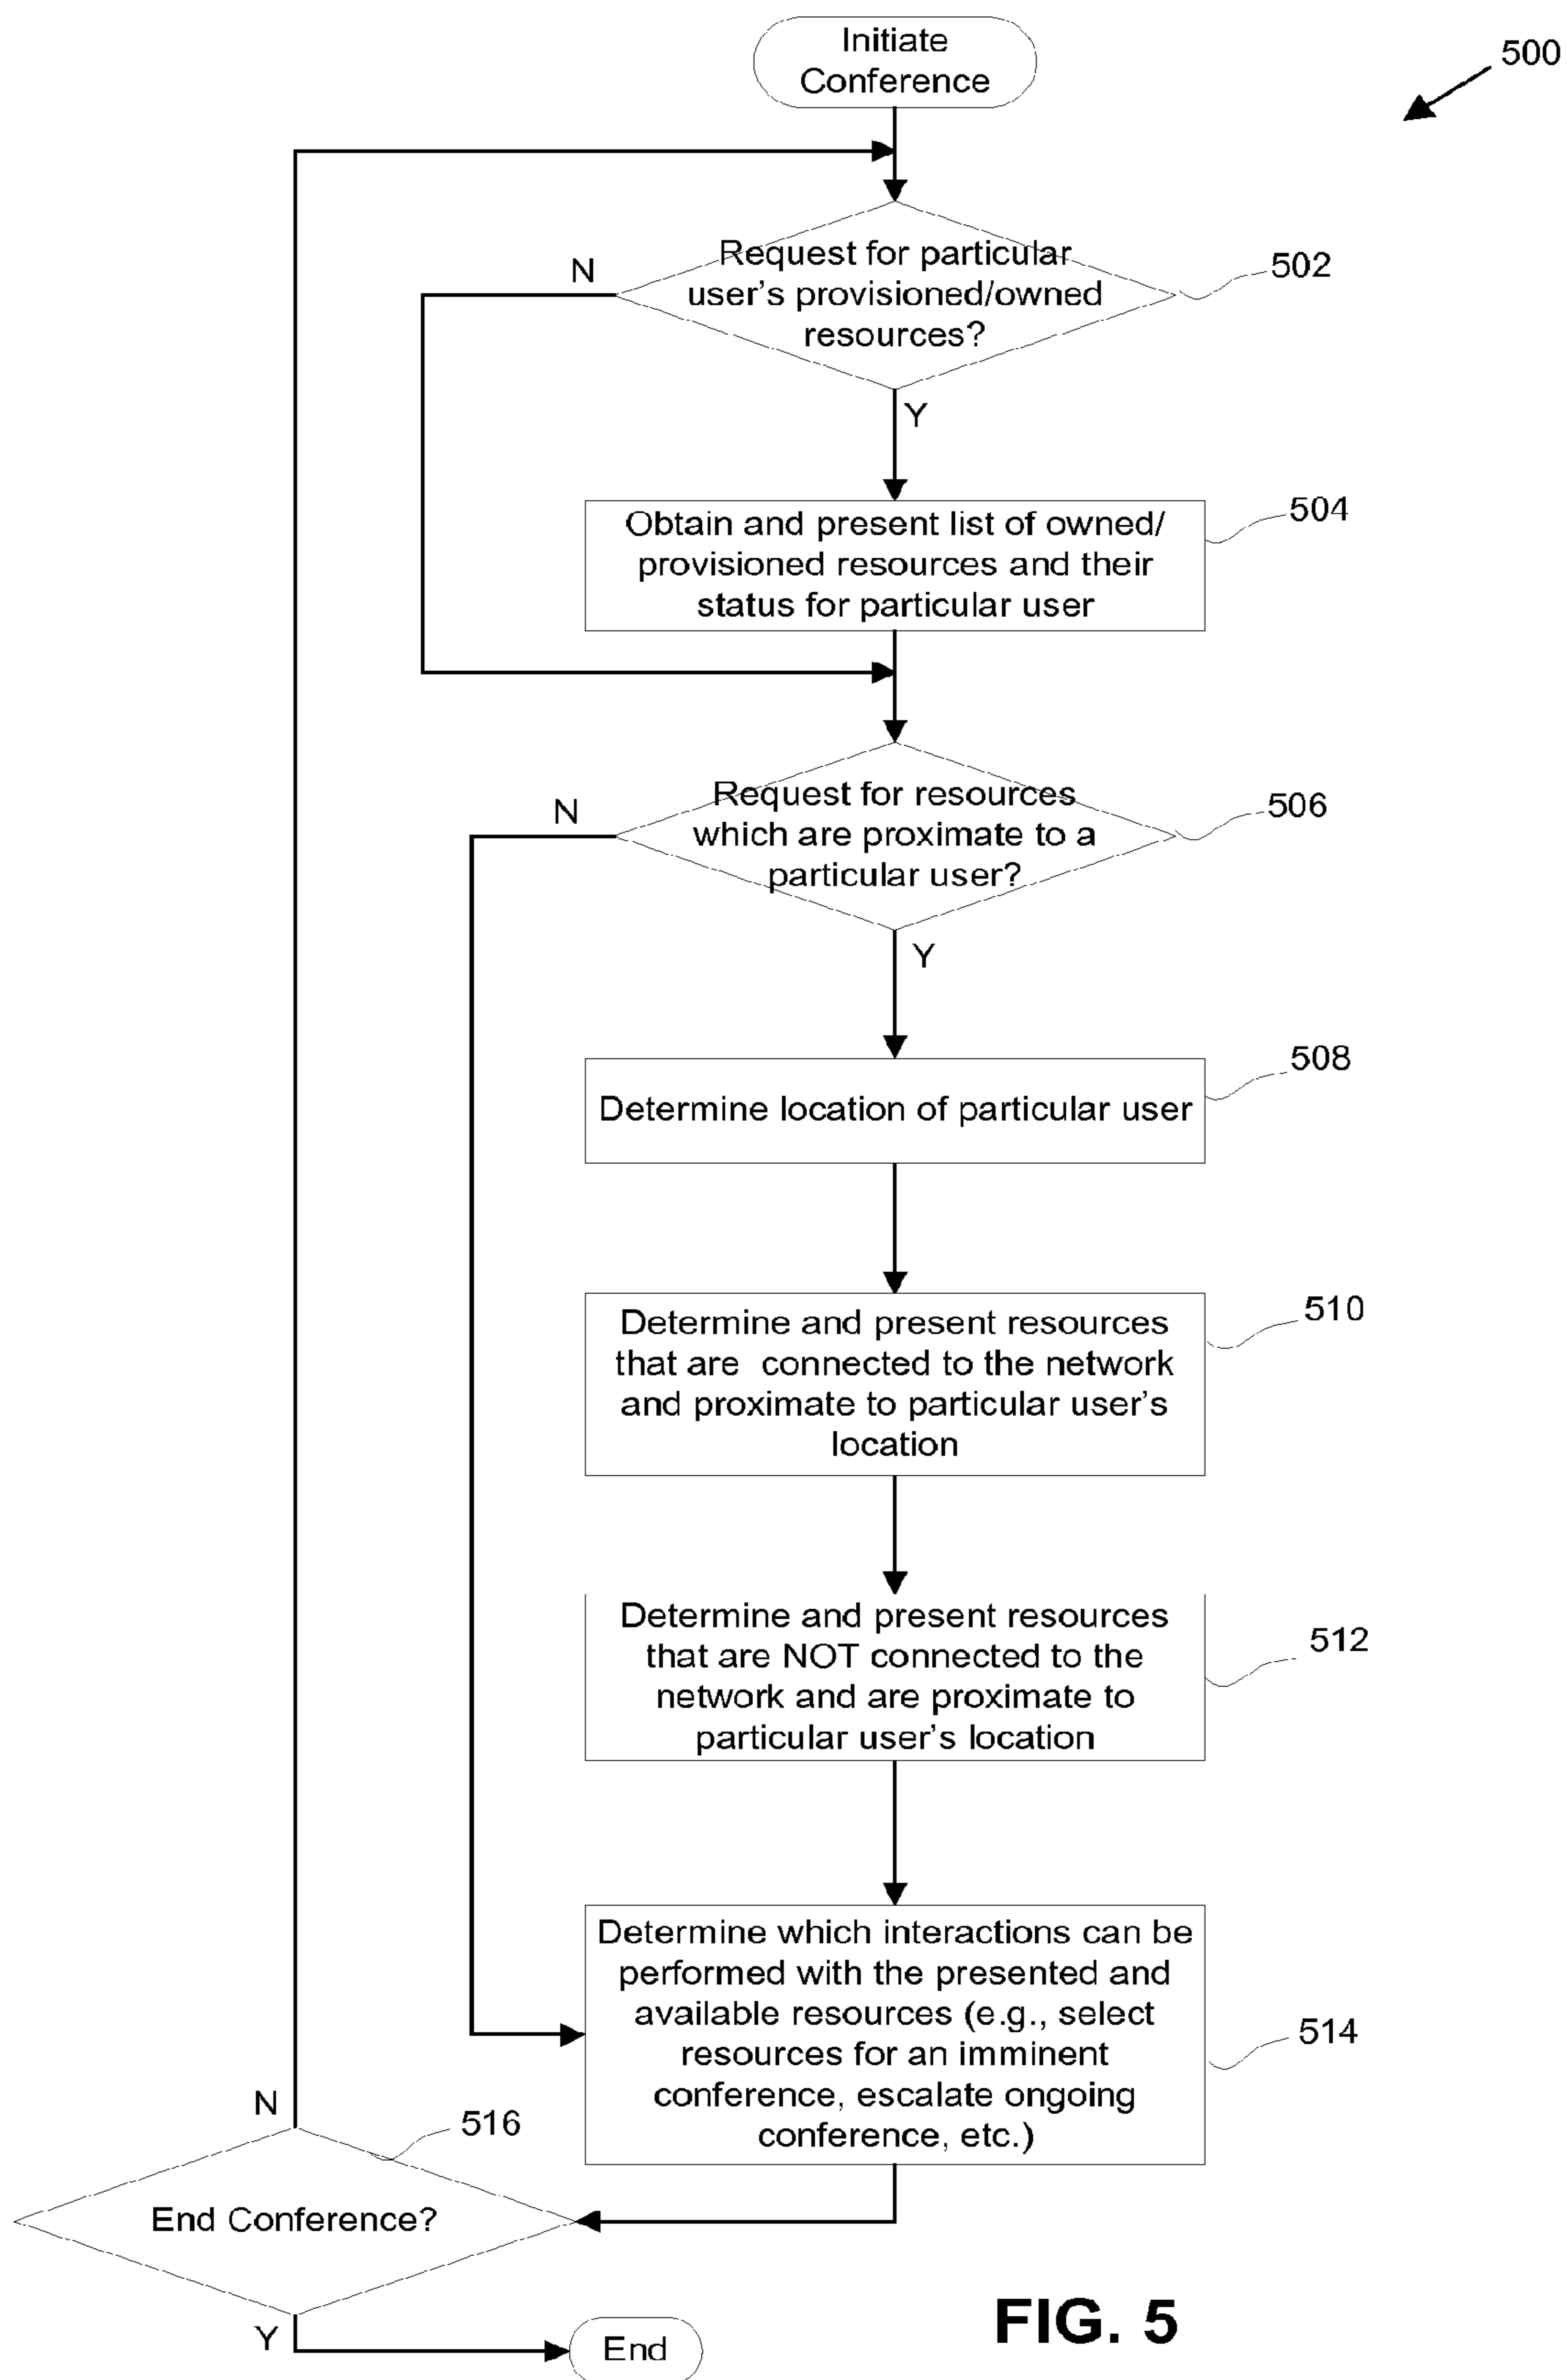 Initiate
Conference
500
Request for particular
user's provisioned/owned
resources?
502
N
Y
Obtain and present list of owned/
provisioned resources and their
status for particular user
504
Request for resources
which are proximate to a
particular user?
506
N
Y
Determine location of particular user
508
Determine and present resources
that are connected to the network
and proximate to particular user's
location
510
Determine and present resources
that are NOT connected to the
network and are proximate to
particular user's location
512
Determine which interactions can be
performed with the presented and
available resources (e.g., select
resources for an imminent
conference, escalate ongoing
conference, etc.)
514
N
516
End Conference?
Y
End
FIG. 5